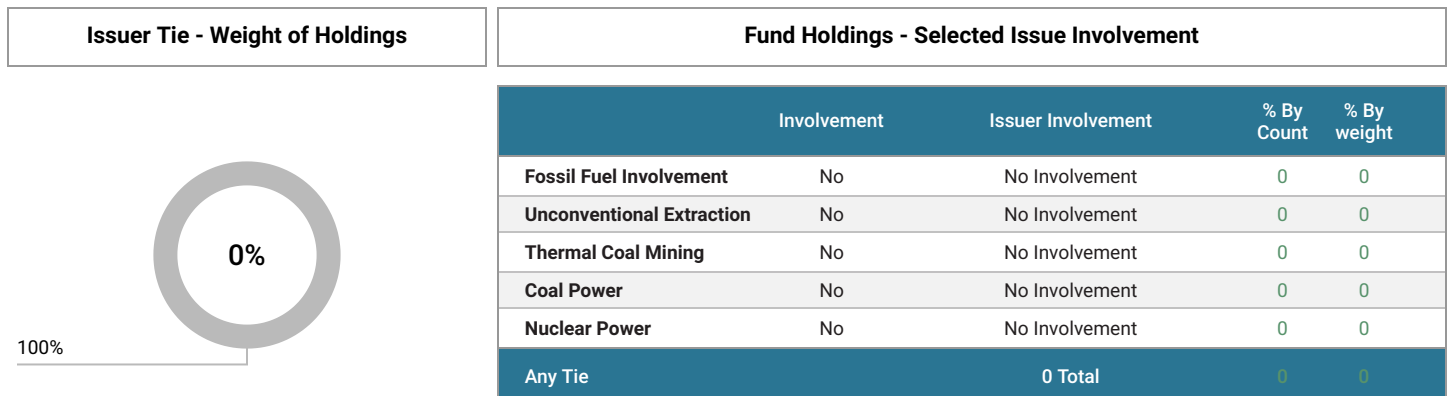 Issuer Tie - Weight of Holdings
Fund Holdings - Selected Issue Involvement
0%
100%
Involvement Issuer Involvement % By Count % By weight
Fossil Fuel Involvement No No Involvement 0 0
Unconventional Extraction No No Involvement 0 0
Thermal Coal Mining No No Involvement 0 0
Coal Power No No Involvement 0 0
Nuclear Power No No Involvement 0 0
Any Tie 0 Total 0 0